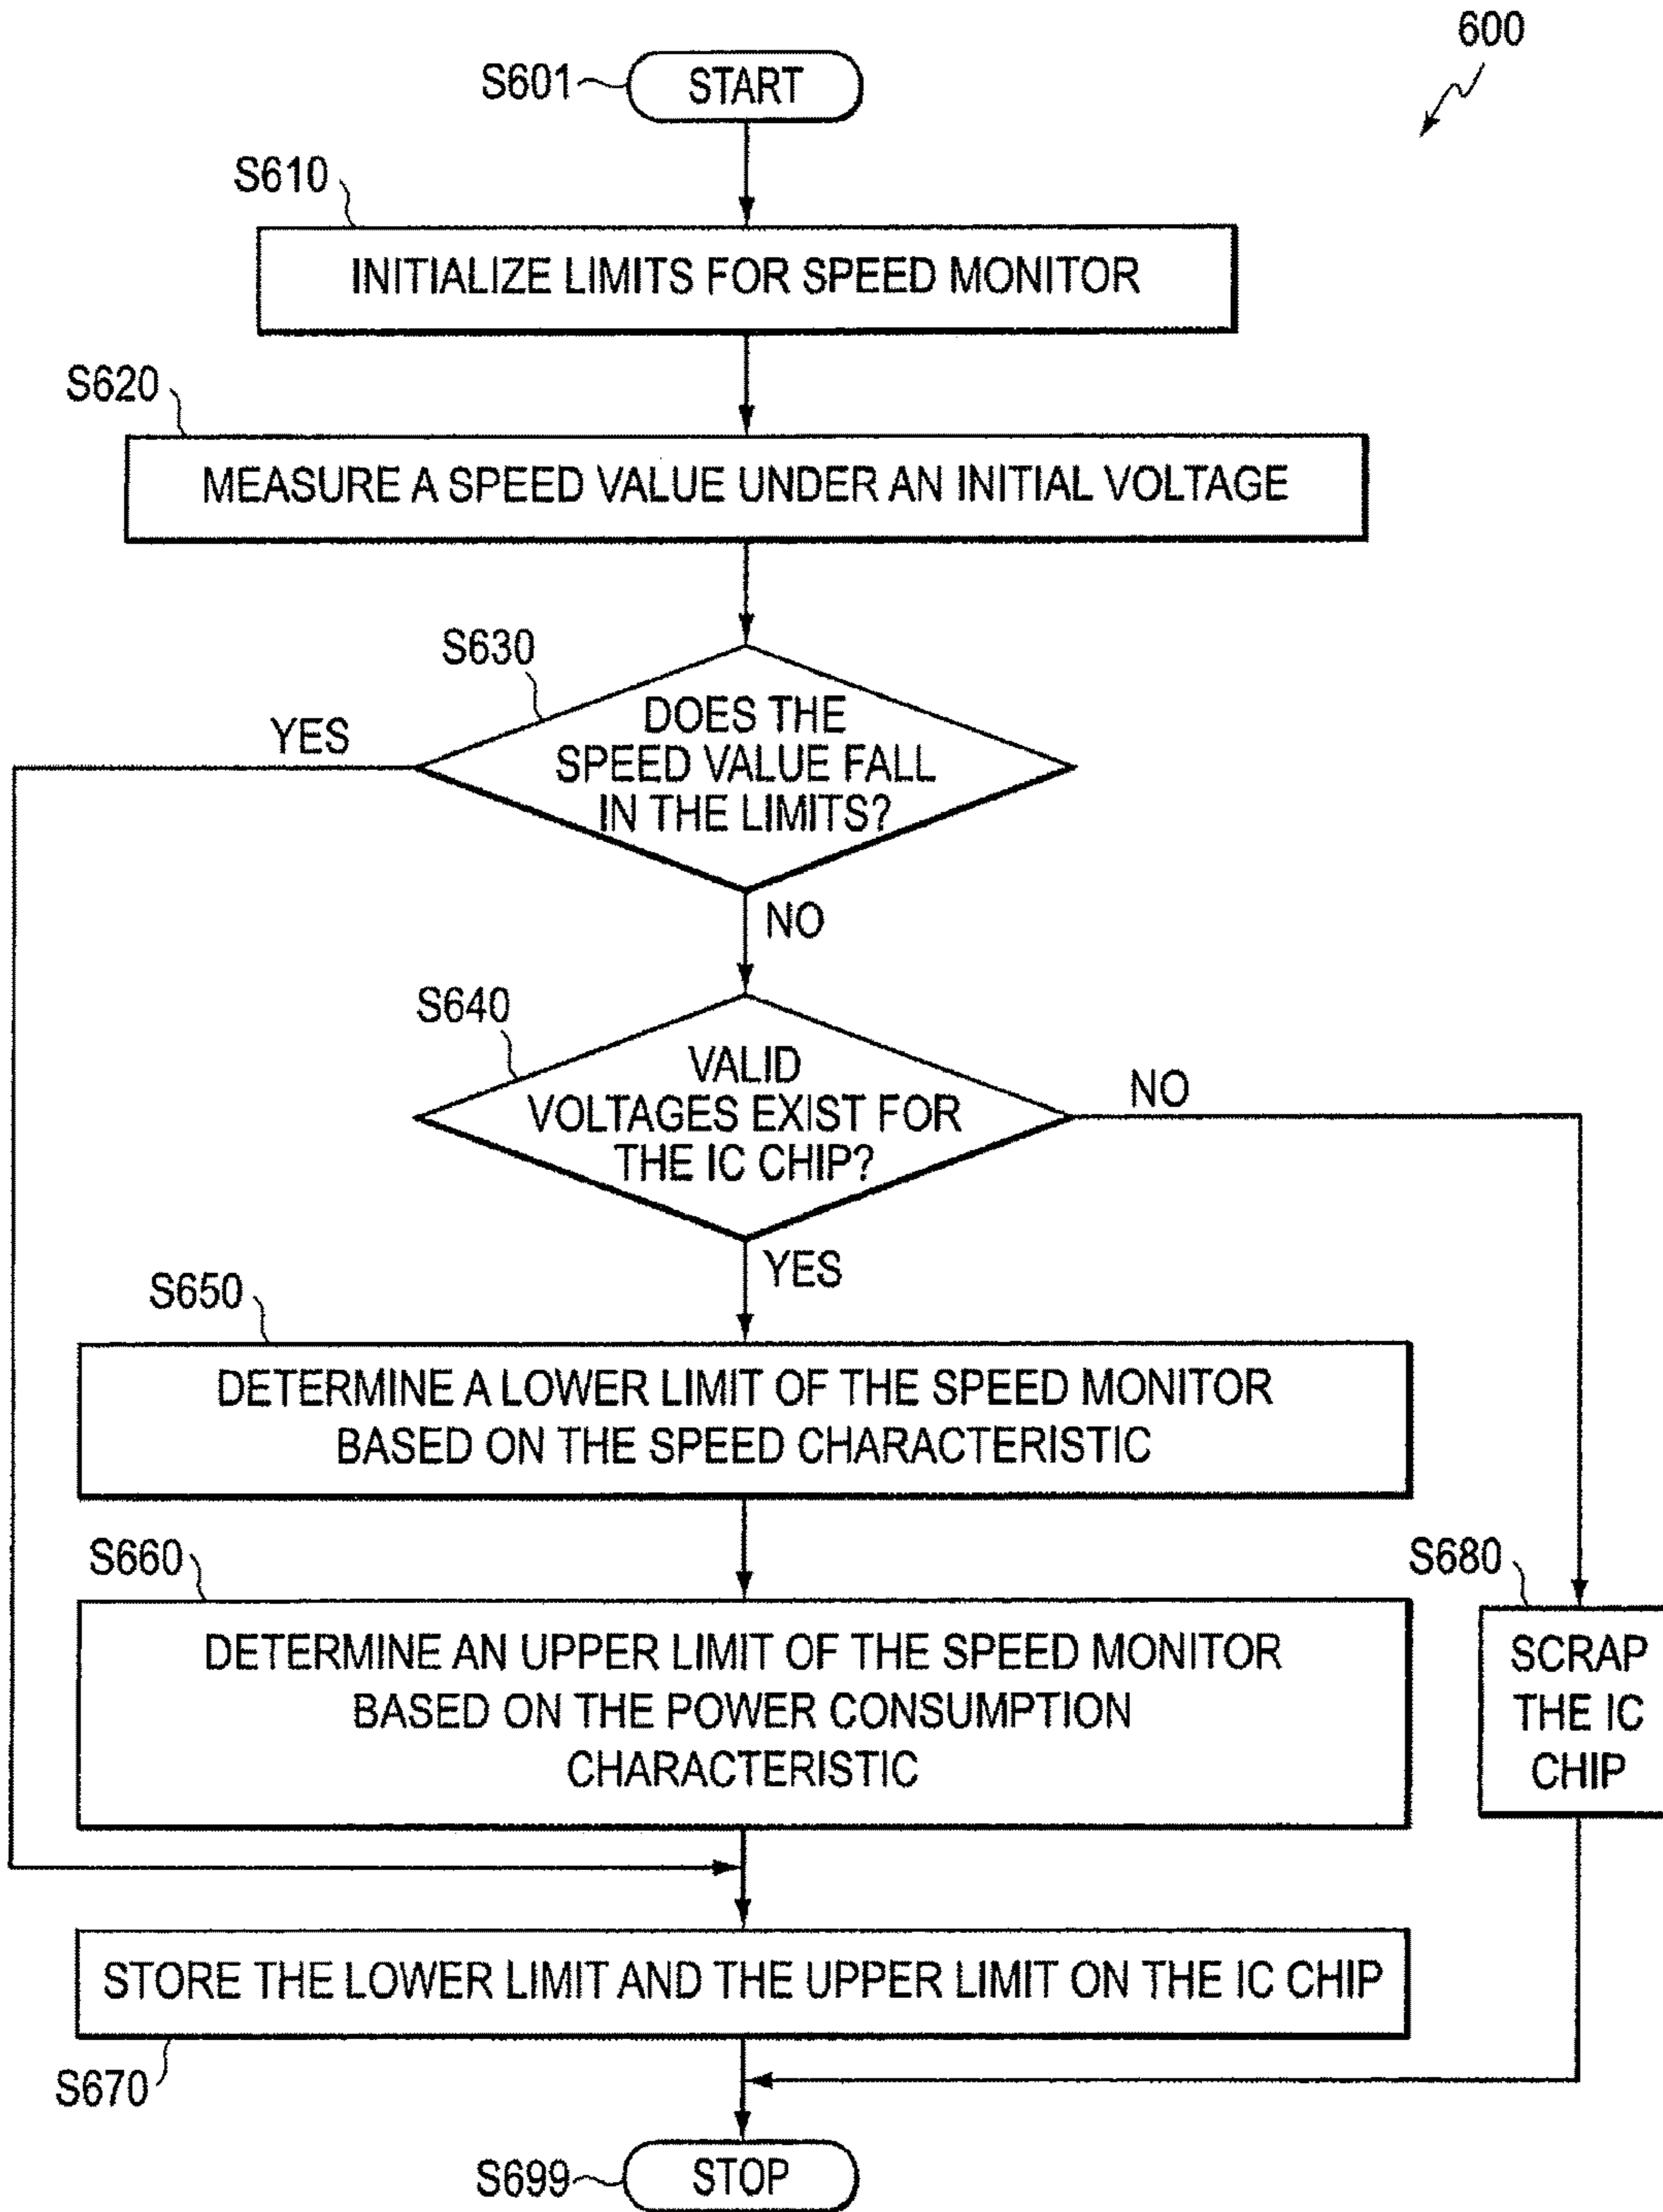 600
S601
START
S610
INITIALIZE LIMITS FOR SPEED MONITOR
S620
MEASURE A SPEED VALUE UNDER AN INITIAL VOLTAGE
S630
YES
DOES THE
SPEED VALUE FALL
IN THE LIMITS?
NO
S640
VALID
VOLTAGES EXIST FOR
THE IC CHIP?
NO
YES
S650
DETERMINE A LOWER LIMIT OF THE SPEED MONITOR
BASED ON THE SPEED CHARACTERISTIC
S660
DETERMINE AN UPPER LIMIT OF THE SPEED MONITOR
BASED ON THE POWER CONSUMPTION
CHARACTERISTIC
S680
SCRAP
THE IC
CHIP
STORE THE LOWER LIMIT AND THE UPPER LIMIT ON THE IC CHIP
S670
S699
STOP